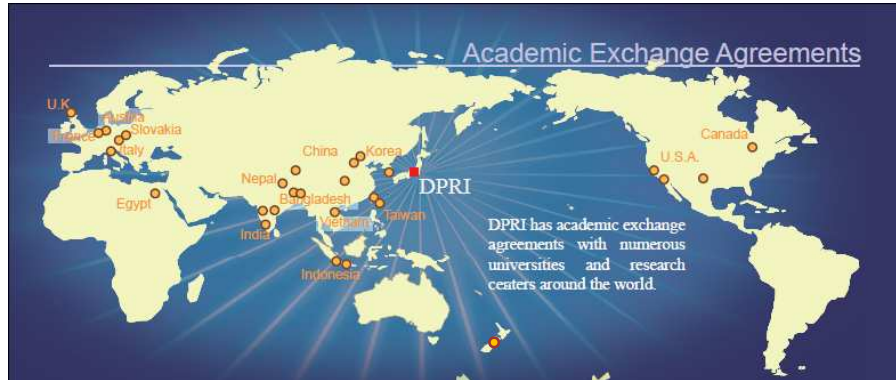 Academic Exchange Agreements
U.K
Austria
France
Slovakia
Italy
Egypt
China
Korea
Nepal
Bangladesh
India
Vietnam
Taiwan
Indonesia
DPRI
Canada
U.S.A.
DPRI has academic exchange
agreements with numerous
universities and research
centers around the world.